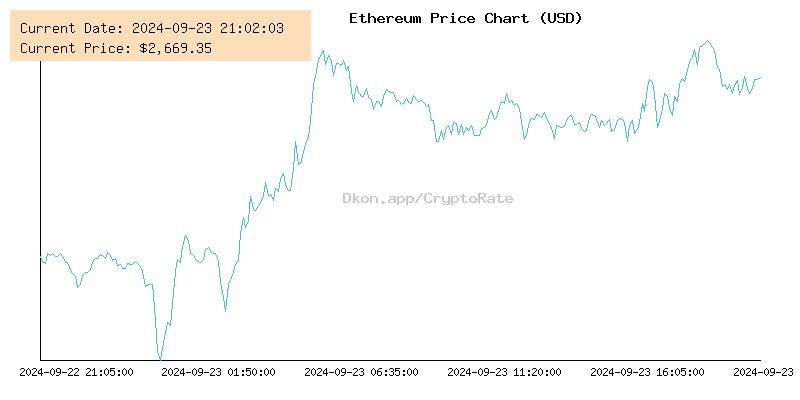 Ethereum Price Chart (USD)
Current Date: 2024-09-23 21:02:03
Current Price: $2,669.35
Dkon.app/CryptoRate
2024-09-22 21:05:00 2024-09-23 01:50:00 2024-09-23 06:35:00 2024-09-23 11:20:00 2024-09-23 16:05:00 2024-09-23